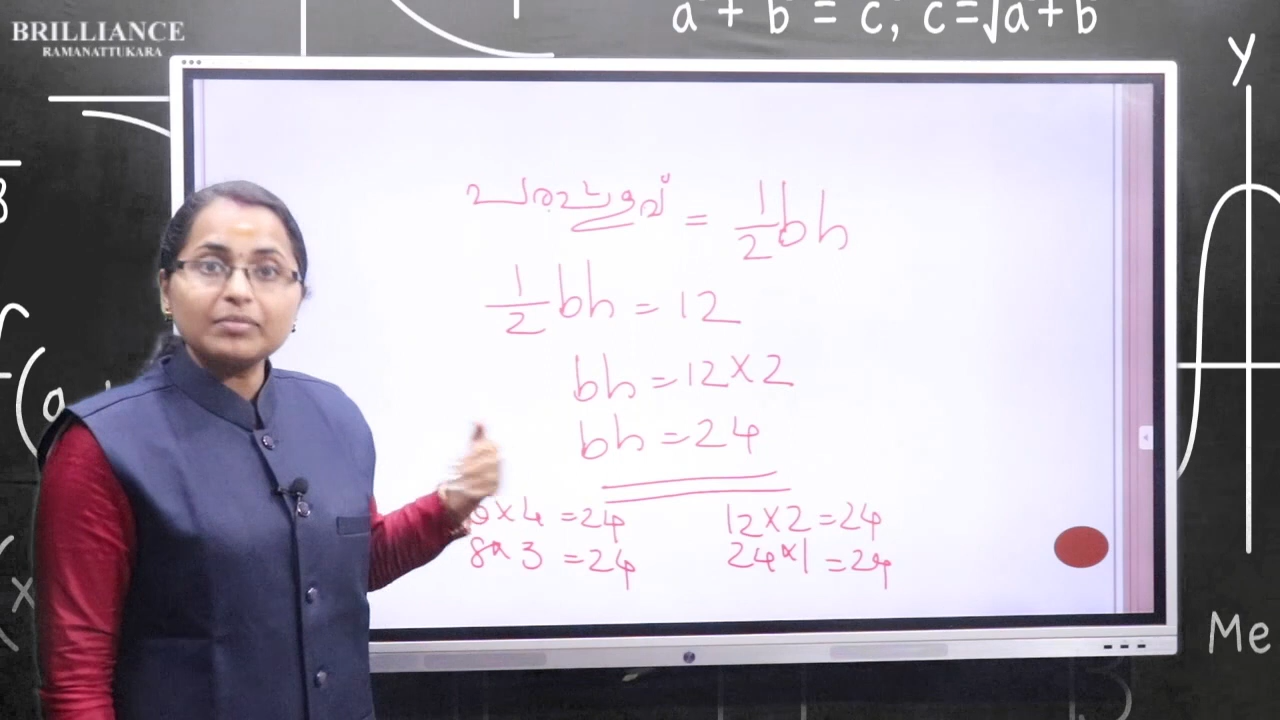 BRILLIANCE
RAMANATTUKARA
a + b = c, c=√a+b
y
പരപ്പളവ് = 1/2 bh
1/2 bh = 12
bh = 12 × 2
bh = 24
× 4 = 24
12 × 2 = 24
8 × 3 = 24
24 × 1 = 24
(a
x
Me